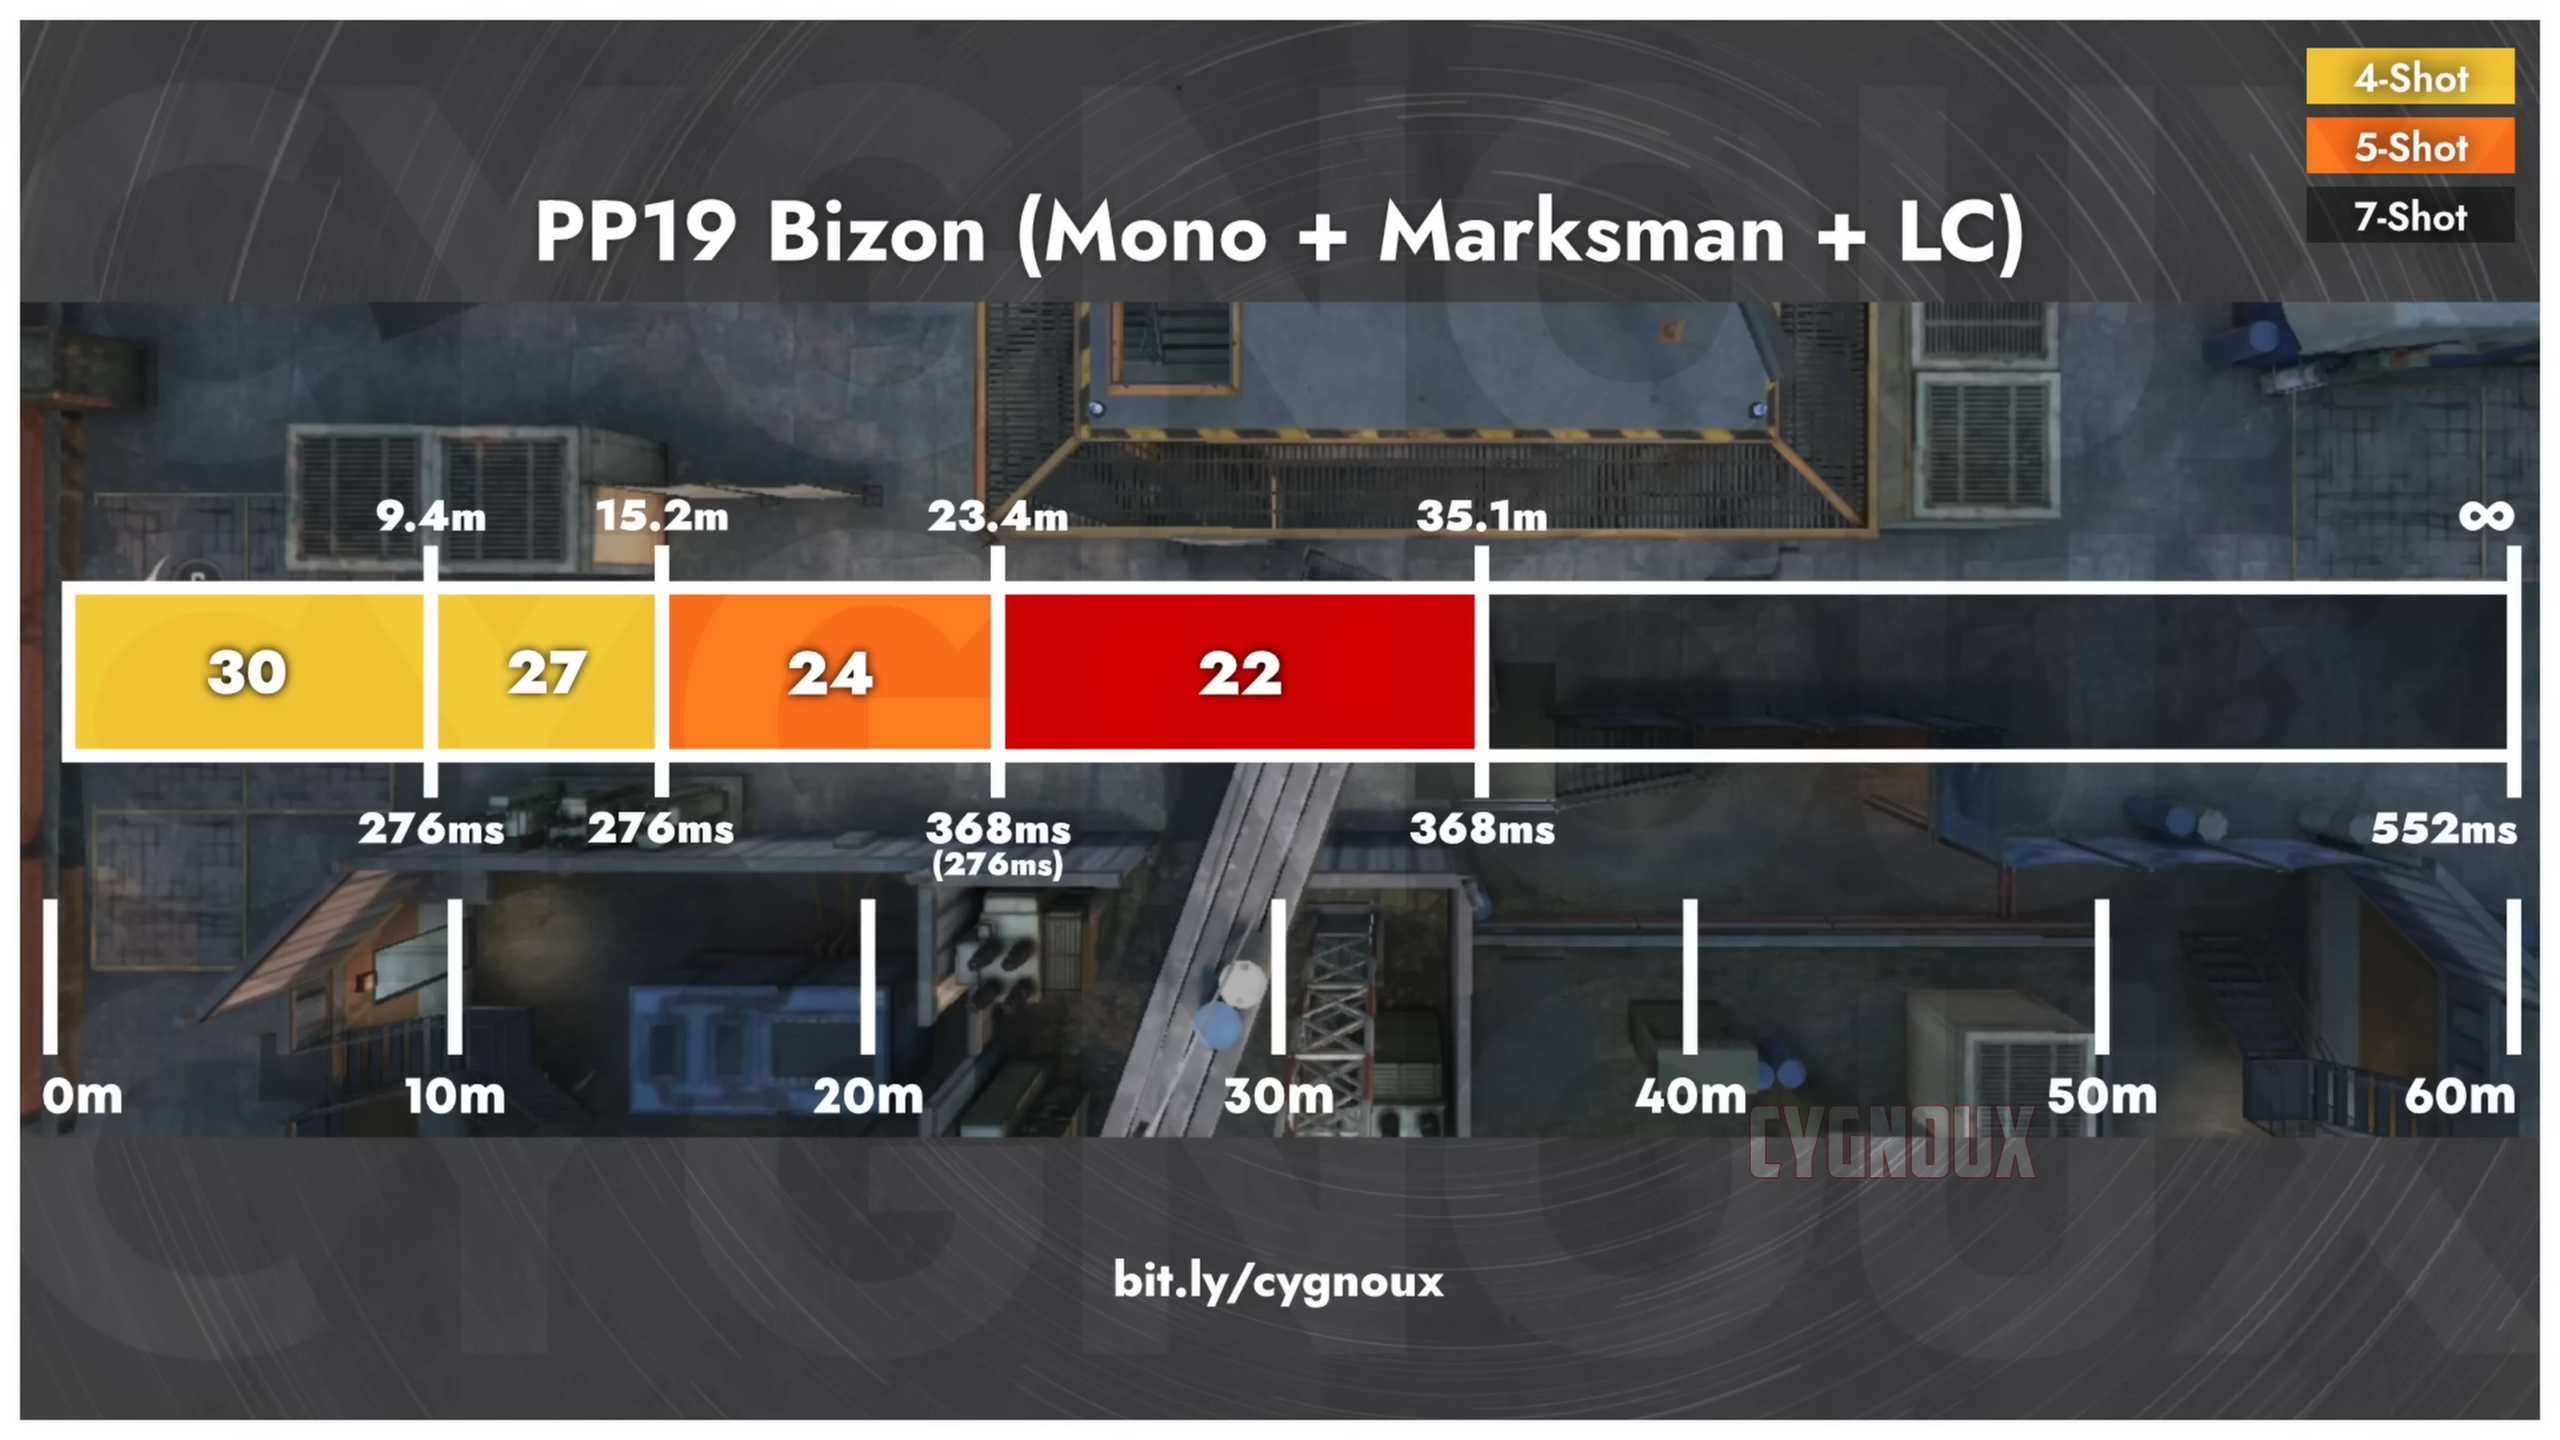 4-Shot
5-Shot
7-Shot
PP19 Bizon (Mono + Marksman + LC)
9.4m 15.2m 23.4m 35.1m ∞
30 27 24 22
276ms 276ms 368ms 368ms 552ms
(276ms)
0m 10m 20m 30m 40m 50m 60m
CYGNOUX
bit.ly/cygnoux
CYGNOUX
CYGNOUX